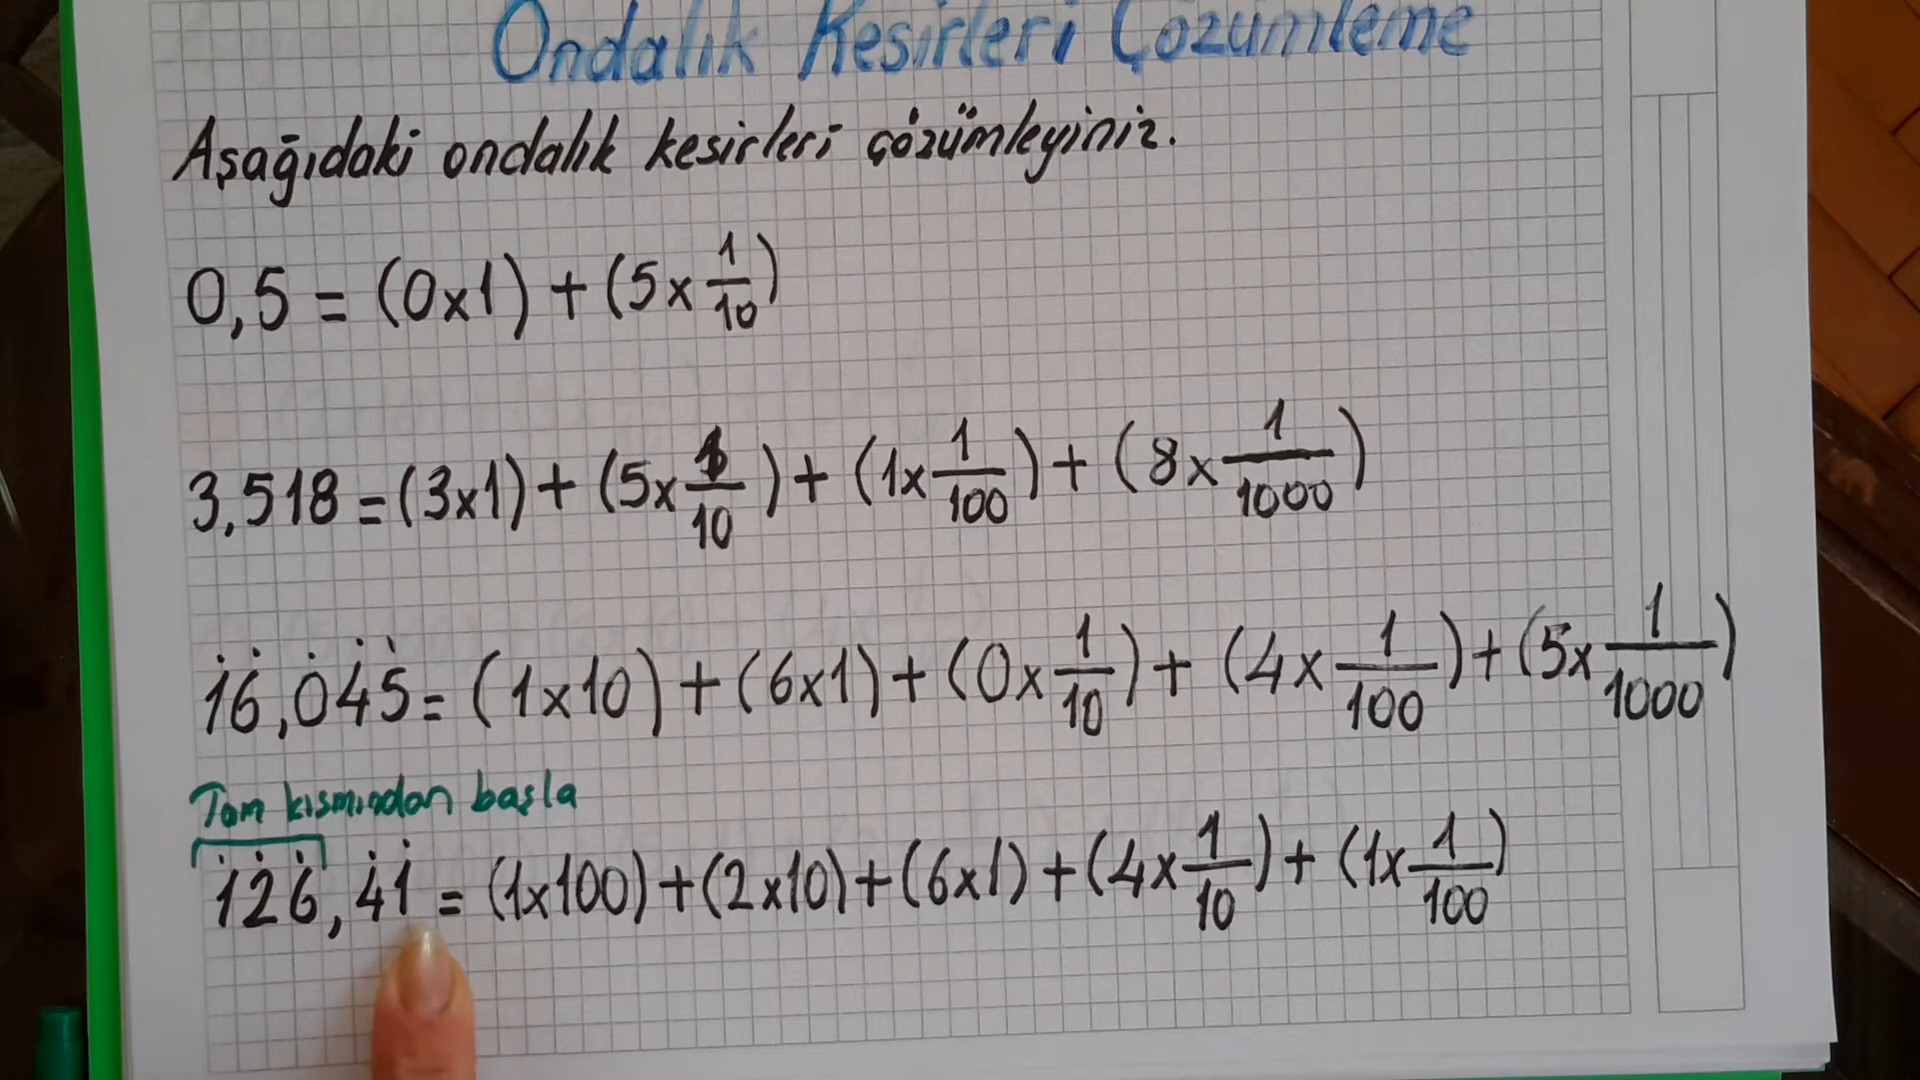 Ondalık Kesirleri Çözümleme
Aşağıdaki ondalık kesirleri çözümleyiniz.
0,5 = (0x1) + (5x 1/10)
3,518 = (3x1) + (5x 1/10) + (1x 1/100) + (8x 1/1000)
16,045 = (1x10) + (6x1) + (0x 1/10) + (4x 1/100) + (5x 1/1000)
Tam kısmından başla
126,41 = (1x100) + (2x10) + (6x1) + (4x 1/10) + (1x 1/100)